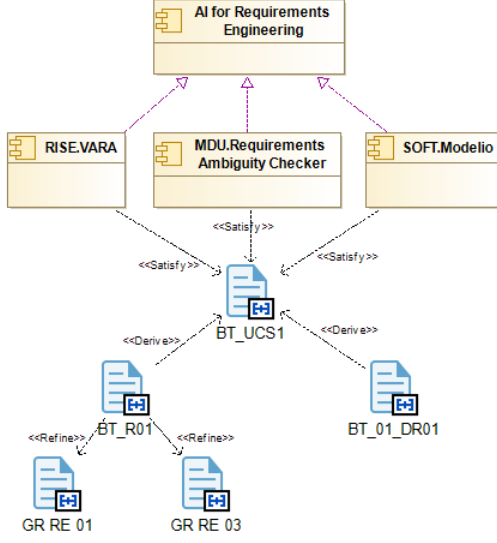 AI for Requirements
Engineering
RISE.VARA
MDU.Requirements
Ambiguity Checker
SOFT.Modelio
<<Satisfy>>
<<Satisfy>>
<<Satisfy>>
BT_UCS1
<<Derive>>
<<Derive>>
BT_R01
BT_01_DR01
<<Refine>>
<<Refine>>
GR RE 01
GR RE 03